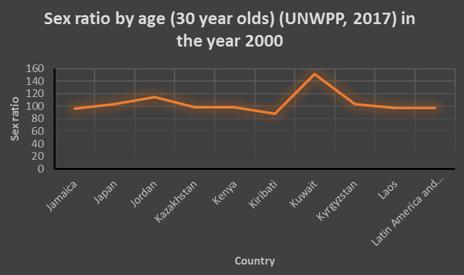 Sex ratio by age (30 year olds) (UNWPP, 2017) in
the year 2000
160
140
120
100
80
60
40
20
0
Sex ratio
Jamaica
Japan
Jordan
Kazakhstan
Kenya
Kiribati
Kuwait
Kyrgyzstan
Laos
Latin America and...
Country